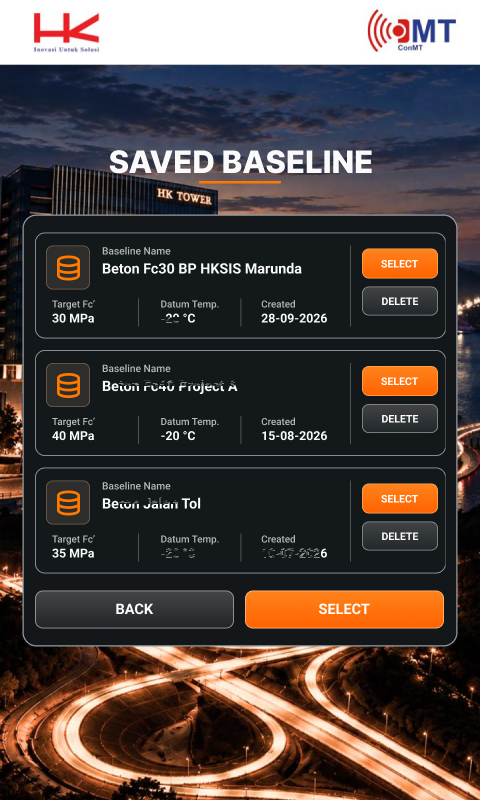 HK
Inovasi Untuk Solusi
MT
ConMT
SAVED BASELINE
HK TOWER
Baseline Name
Beton Fc30 BP HKSIS Marunda
SELECT
DELETE
Target Fc'
Datum Temp.
Created
30 MPa
-20 °C
28-09-2026
Baseline Name
Beton Fc40 Project A
SELECT
DELETE
Target Fc'
Datum Temp.
Created
40 MPa
-20 °C
15-08-2026
Baseline Name
Beton Jalan Tol
SELECT
DELETE
Target Fc'
Datum Temp.
Created
35 MPa
BACK
SELECT